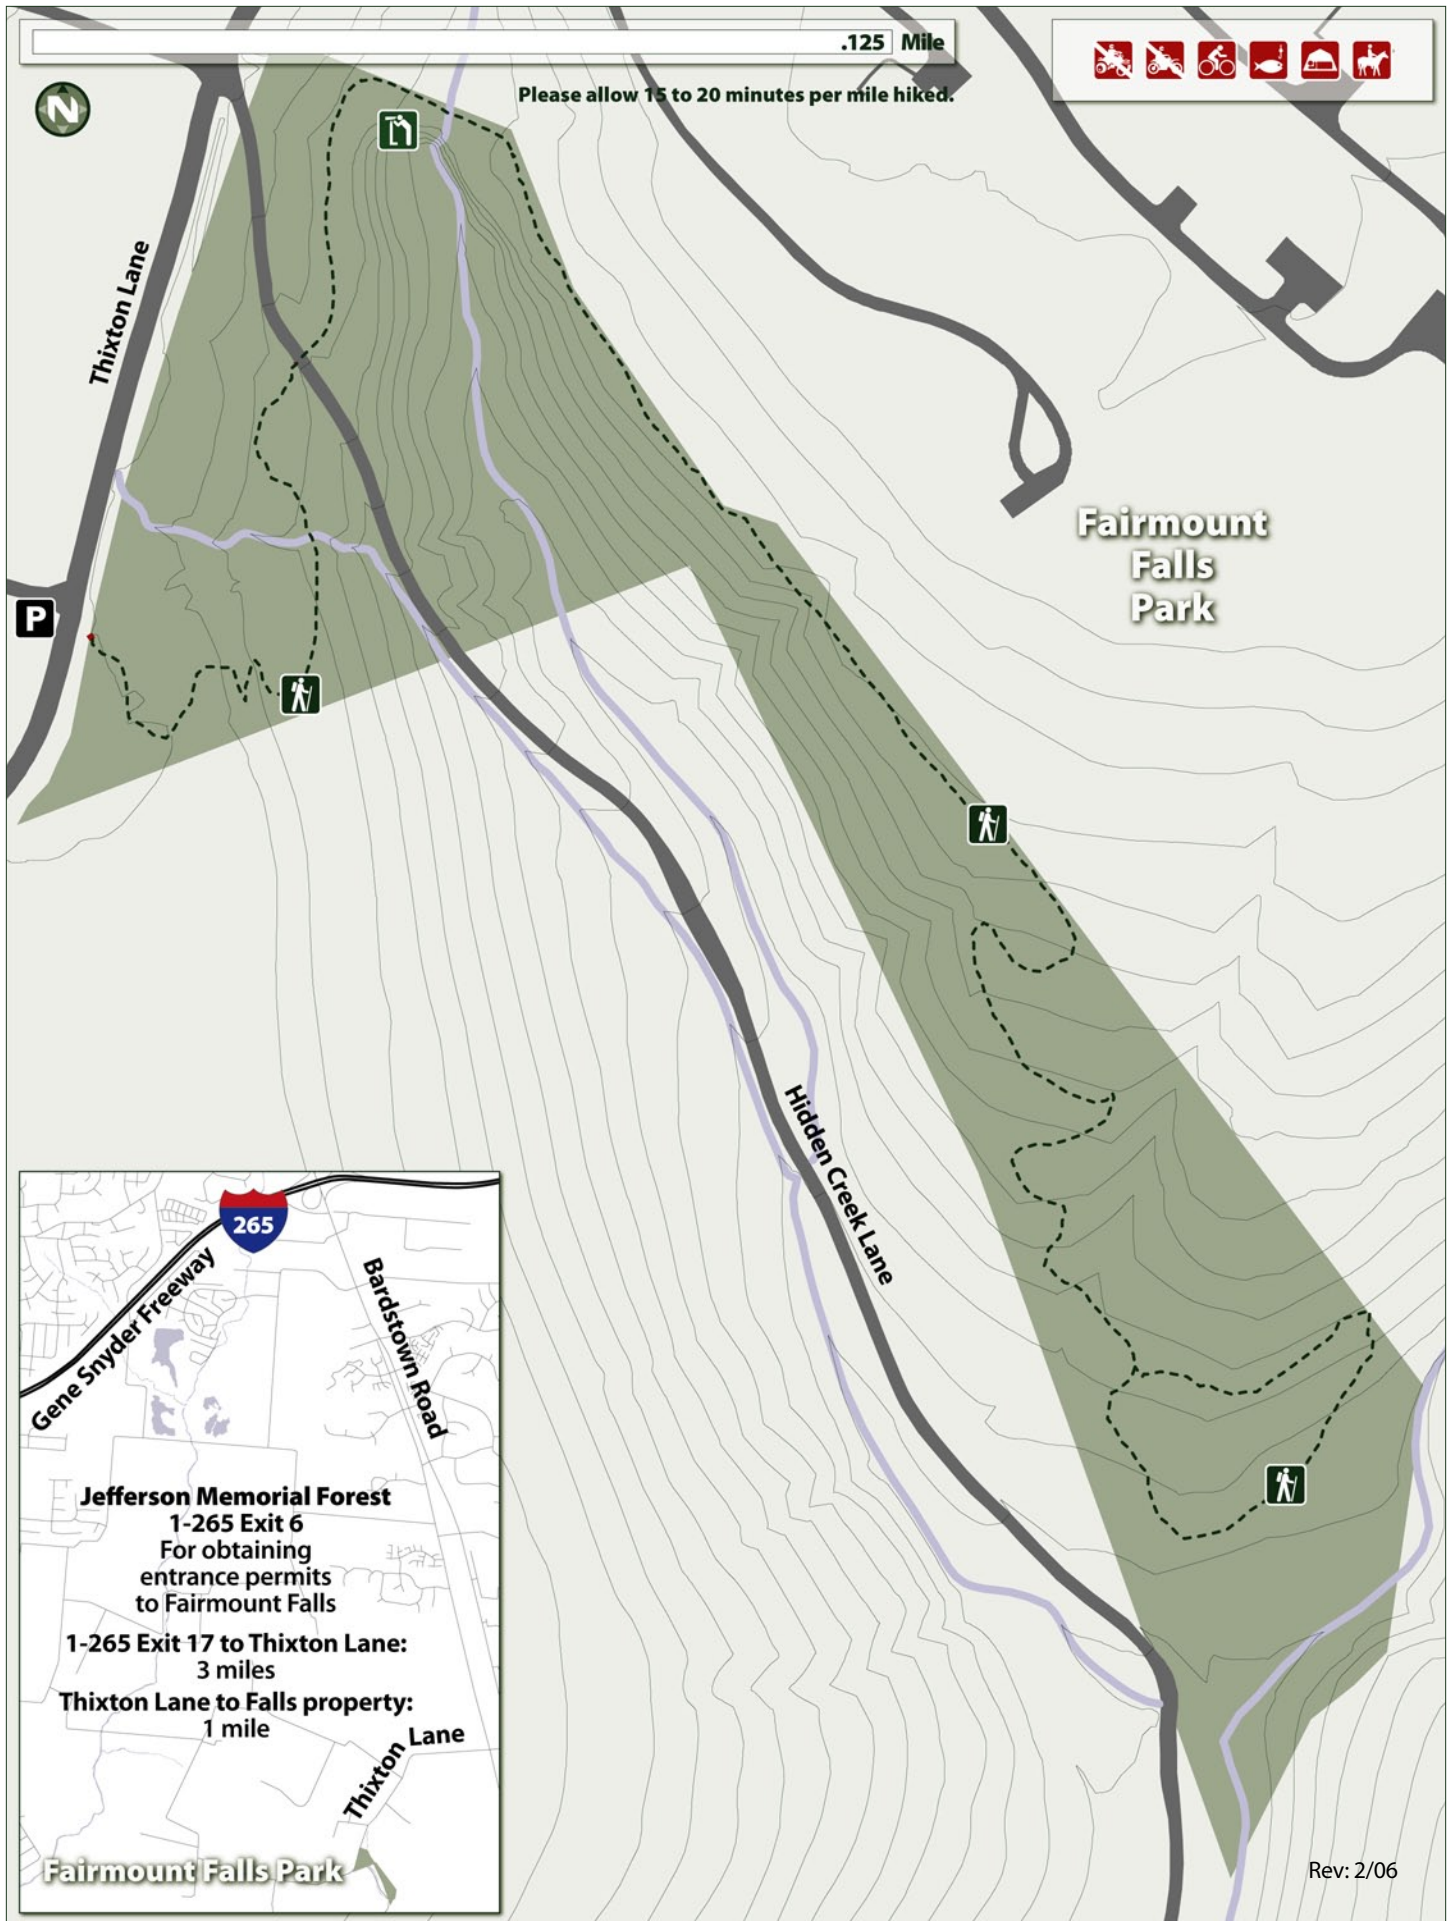 .125 Mile
Please allow 15 to 20 minutes per mile hiked.
N
Thixton Lane
P
Fairmount
Falls
Park
Hidden Creek Lane
265
Gene Snyder Freeway
Bardstown Road
Jefferson Memorial Forest
1-265 Exit 6
For obtaining
entrance permits
to Fairmount Falls
1-265 Exit 17 to Thixton Lane:
3 miles
Thixton Lane to Falls property:
1 mile
Thixton Lane
Fairmount Falls Park
Rev: 2/06